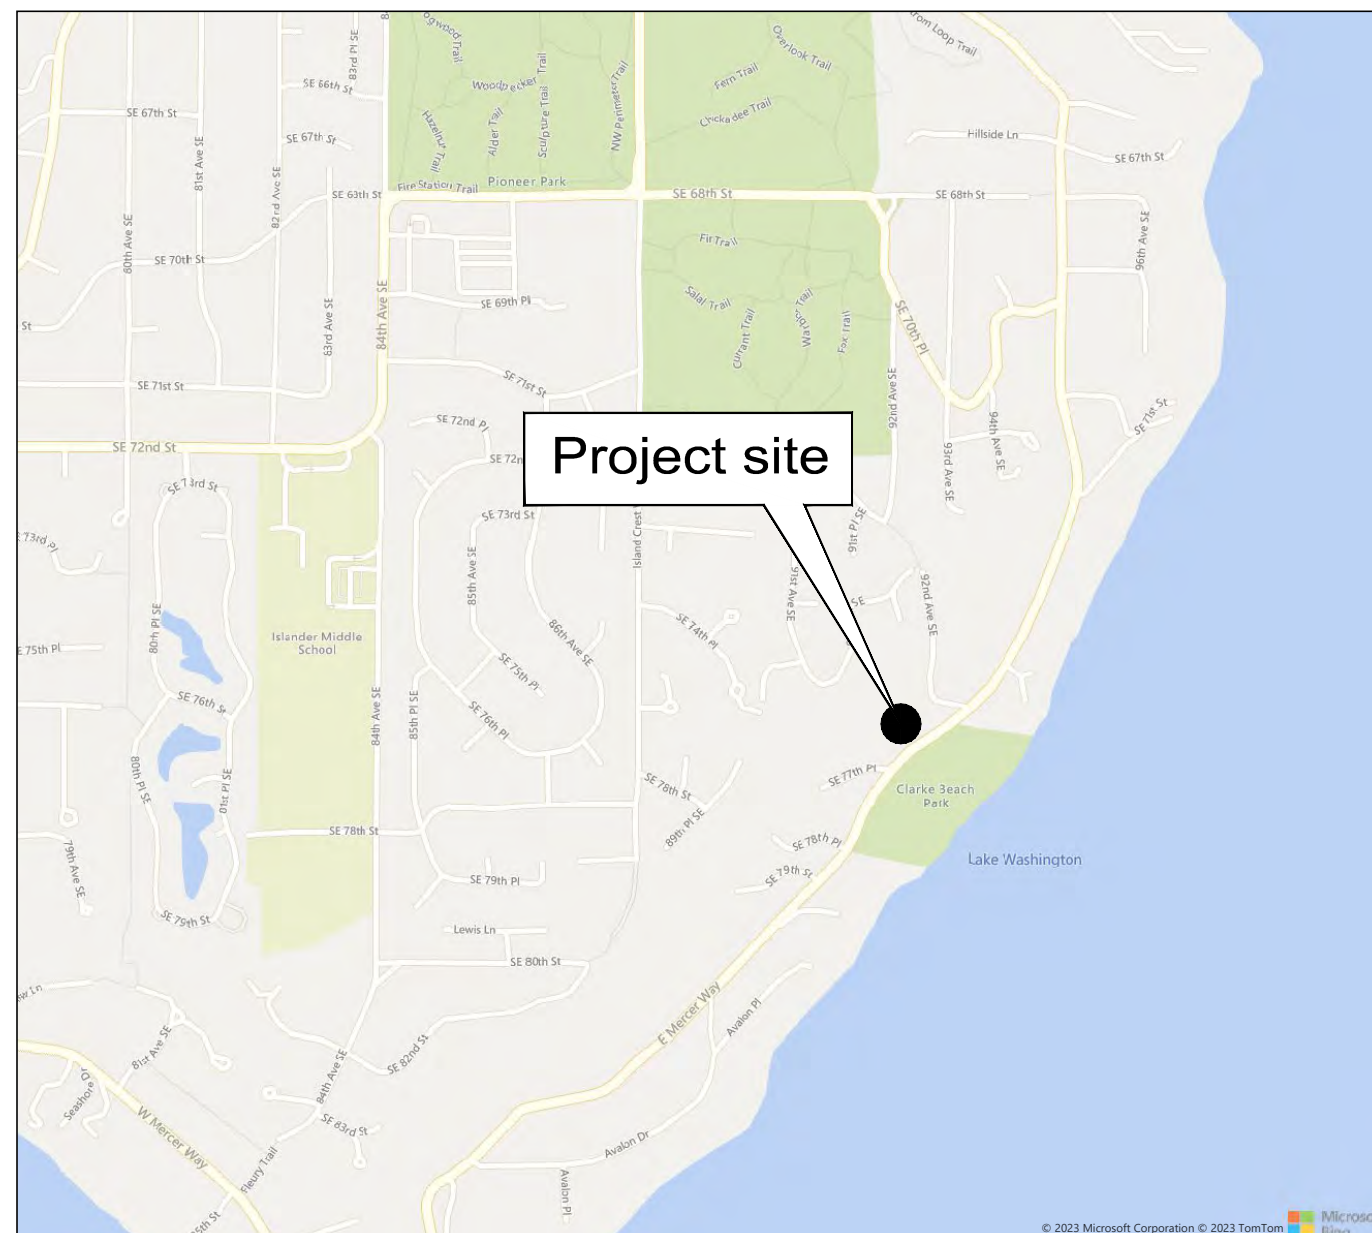 83rd Pl SE
Woodpecker Trail
Overlook Trail
Loop Trail
SE 66th St
Fern Trail
SE 67th St
Hazelnut Trail
Alder Trail
Sculpture Trail
NW Perimeter Trail
Chickadee Trail
Hillside Ln
SE 67th St
SE 67th St
81st Ave SE
82nd Ave SE
Fire Station Trail
Pioneer Park
SE 68th St
SE 68th St
SE 68th St
80th Ave SE
96th Ave SE
Fir Trail
SE 70th St
SE 69th Pl
Salal Trail
Currant Trail
Fox Trail
83rd Ave SE
84th Ave SE
SE 70th Pl
St
SE 71st St
SE 71st St
92nd Ave SE
94th Ave SE
SE 71st St
SE 72nd Pl
Project site
SE 72nd St
93rd Ave SE
SE 73rd St
SE 73rd St
91st Pl SE
73rd Pl
Island Crest
85th Ave SE
91st Ave SE
SE
92nd Ave SE
80th Pl SE
Islander Middle
School
86th Ave SE
SE 74th Pl
E 75th Pl
SE 75th Pl
SE 76th St
84th Ave SE
85th Pl SE
SE 76th Pl
80th Pl SE
81st Pl SE
SE 78th St
SE 77th Pl
Clarke Beach
Park
SE 78th St
89th Pl SE
SE 78th Pl
Lake Washington
79th Ave SE
SE 79th Pl
SE 79th St
SE 79th St
Lewis Ln
SE 80th St
E Mercer Way
Avalon Pl
81st Ave SE
SE 82nd St
84th Ave SE
Seashore Dr
SE 83rd St
W Mercer Way
Fleury Trail
Avalon Dr
Avalon Pl
© 2023 Microsoft Corporation © 2023 TomTom